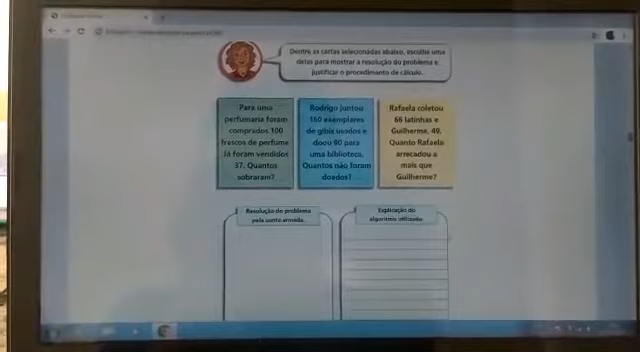 Dentre as cartas selecionadas abaixo, escolha uma
delas para mostrar a resolução do problema e
justificar o procedimento de cálculo.
Para uma
perfumaria foram
comprados 100
frascos de perfume
Já foram vendidos
37. Quantos
sobraram?
Rodrigo juntou
160 exemplares
de gibis usados e
doou 90 para
uma biblioteca.
Quantos não foram
doados?
Rafaela coletou
66 latinhas e
Guilherme, 49.
Quanto Rafaela
arrecadou a
mais que
Guilherme?
Resolução do problema
pela conta armada.
Explicação do
algoritmo utilizado